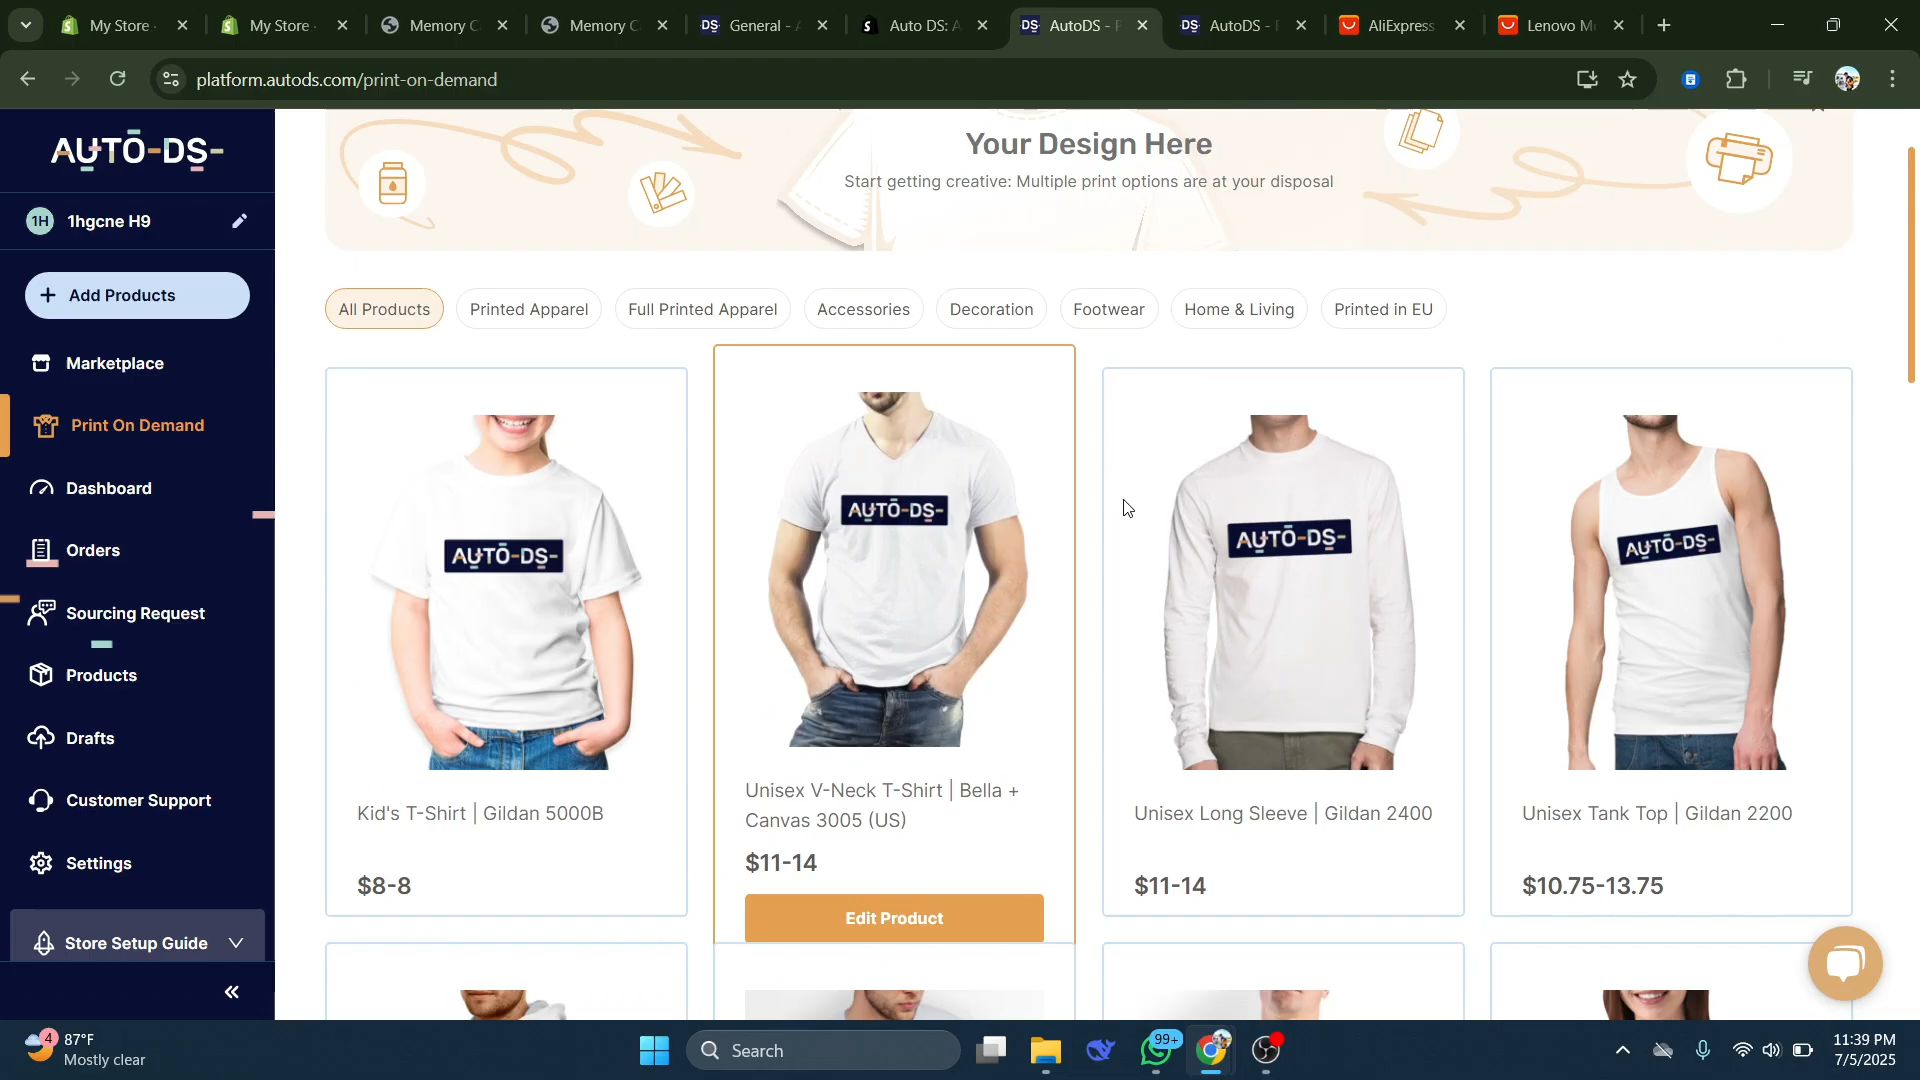 My Store ·
My Store ·
Memory C
Memory C
DS General - A
Auto DS: A
DS AutoDS - P
DS AutoDS - P
AliExpress
Lenovo M
platform.autods.com/print-on-demand
AUTO-DS-
1H 1hgcne H9
+ Add Products
Marketplace
Print On Demand
Dashboard
Orders
Sourcing Request
Products
Drafts
Customer Support
Settings
Store Setup Guide
Your Design Here
Start getting creative: Multiple print options are at your disposal
All Products Printed Apparel Full Printed Apparel Accessories Decoration Footwear Home & Living Printed in EU
AUTO-DS-
AUTO-DS-
AUTO-DS-
AUTO-DS-
Kid's T-Shirt | Gildan 5000B
$8-8
Unisex V-Neck T-Shirt | Bella +
Canvas 3005 (US)
$11-14
Edit Product
Unisex Long Sleeve | Gildan 2400
$11-14
Unisex Tank Top | Gildan 2200
$10.75-13.75
4
87°F
Mostly clear
Search
99+
11:39 PM
7/5/2025